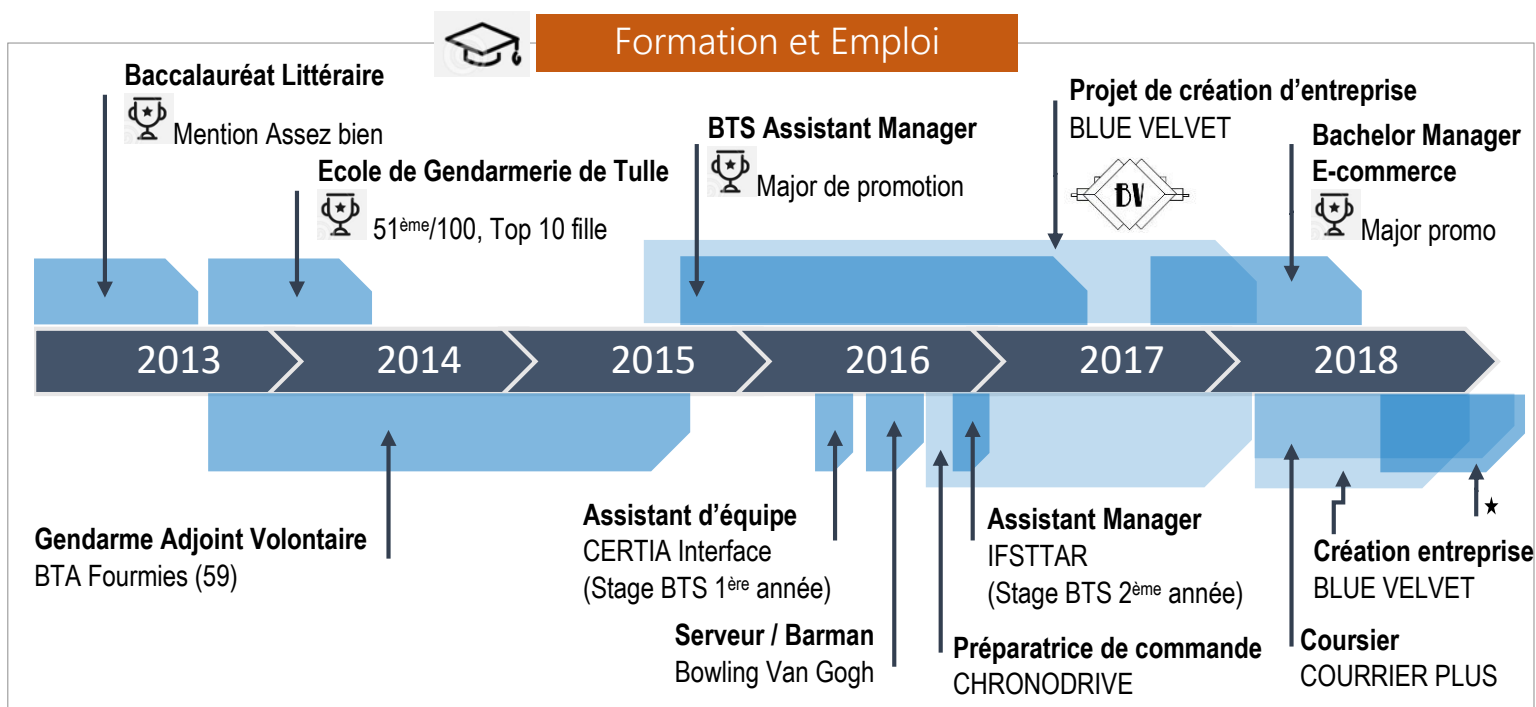 Formation et Emploi
Baccalauréat Littéraire
Mention Assez bien
Ecole de Gendarmerie de Tulle
51ème/100, Top 10 fille
BTS Assistant Manager
Major de promotion
Projet de création d’entreprise
BLUE VELVET
BV
Bachelor Manager
E-commerce
Major promo
2013
2014
2015
2016
2017
2018
Gendarme Adjoint Volontaire
BTA Fourmies (59)
Assistant d’équipe
CERTIA Interface
(Stage BTS 1ère année)
Serveur / Barman
Bowling Van Gogh
Assistant Manager
IFSTTAR
(Stage BTS 2ème année)
Préparatrice de commande
CHRONODRIVE
Création entreprise
BLUE VELVET
Coursier
COURRIER PLUS